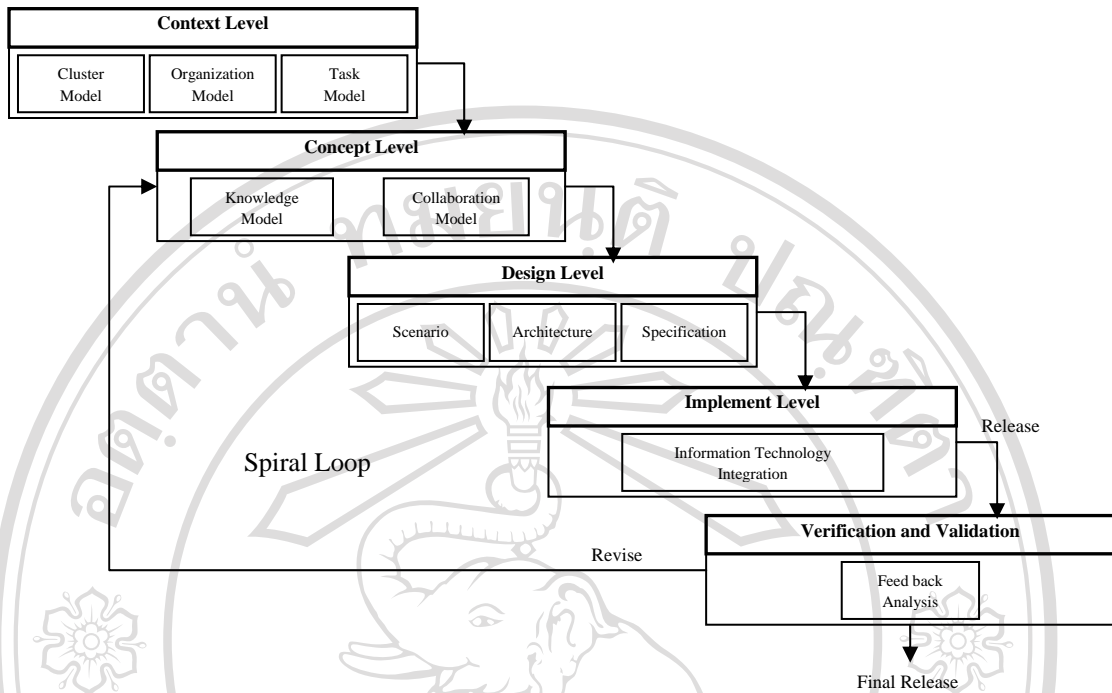 Context Level
Cluster
Model
Organization
Model
Task
Model
Concept Level
Knowledge
Model
Collaboration
Model
Design Level
Scenario
Architecture
Specification
Implement Level
Information Technology
Integration
Release
Spiral Loop
Verification and Validation
Revise
Feed back
Analysis
Final Release